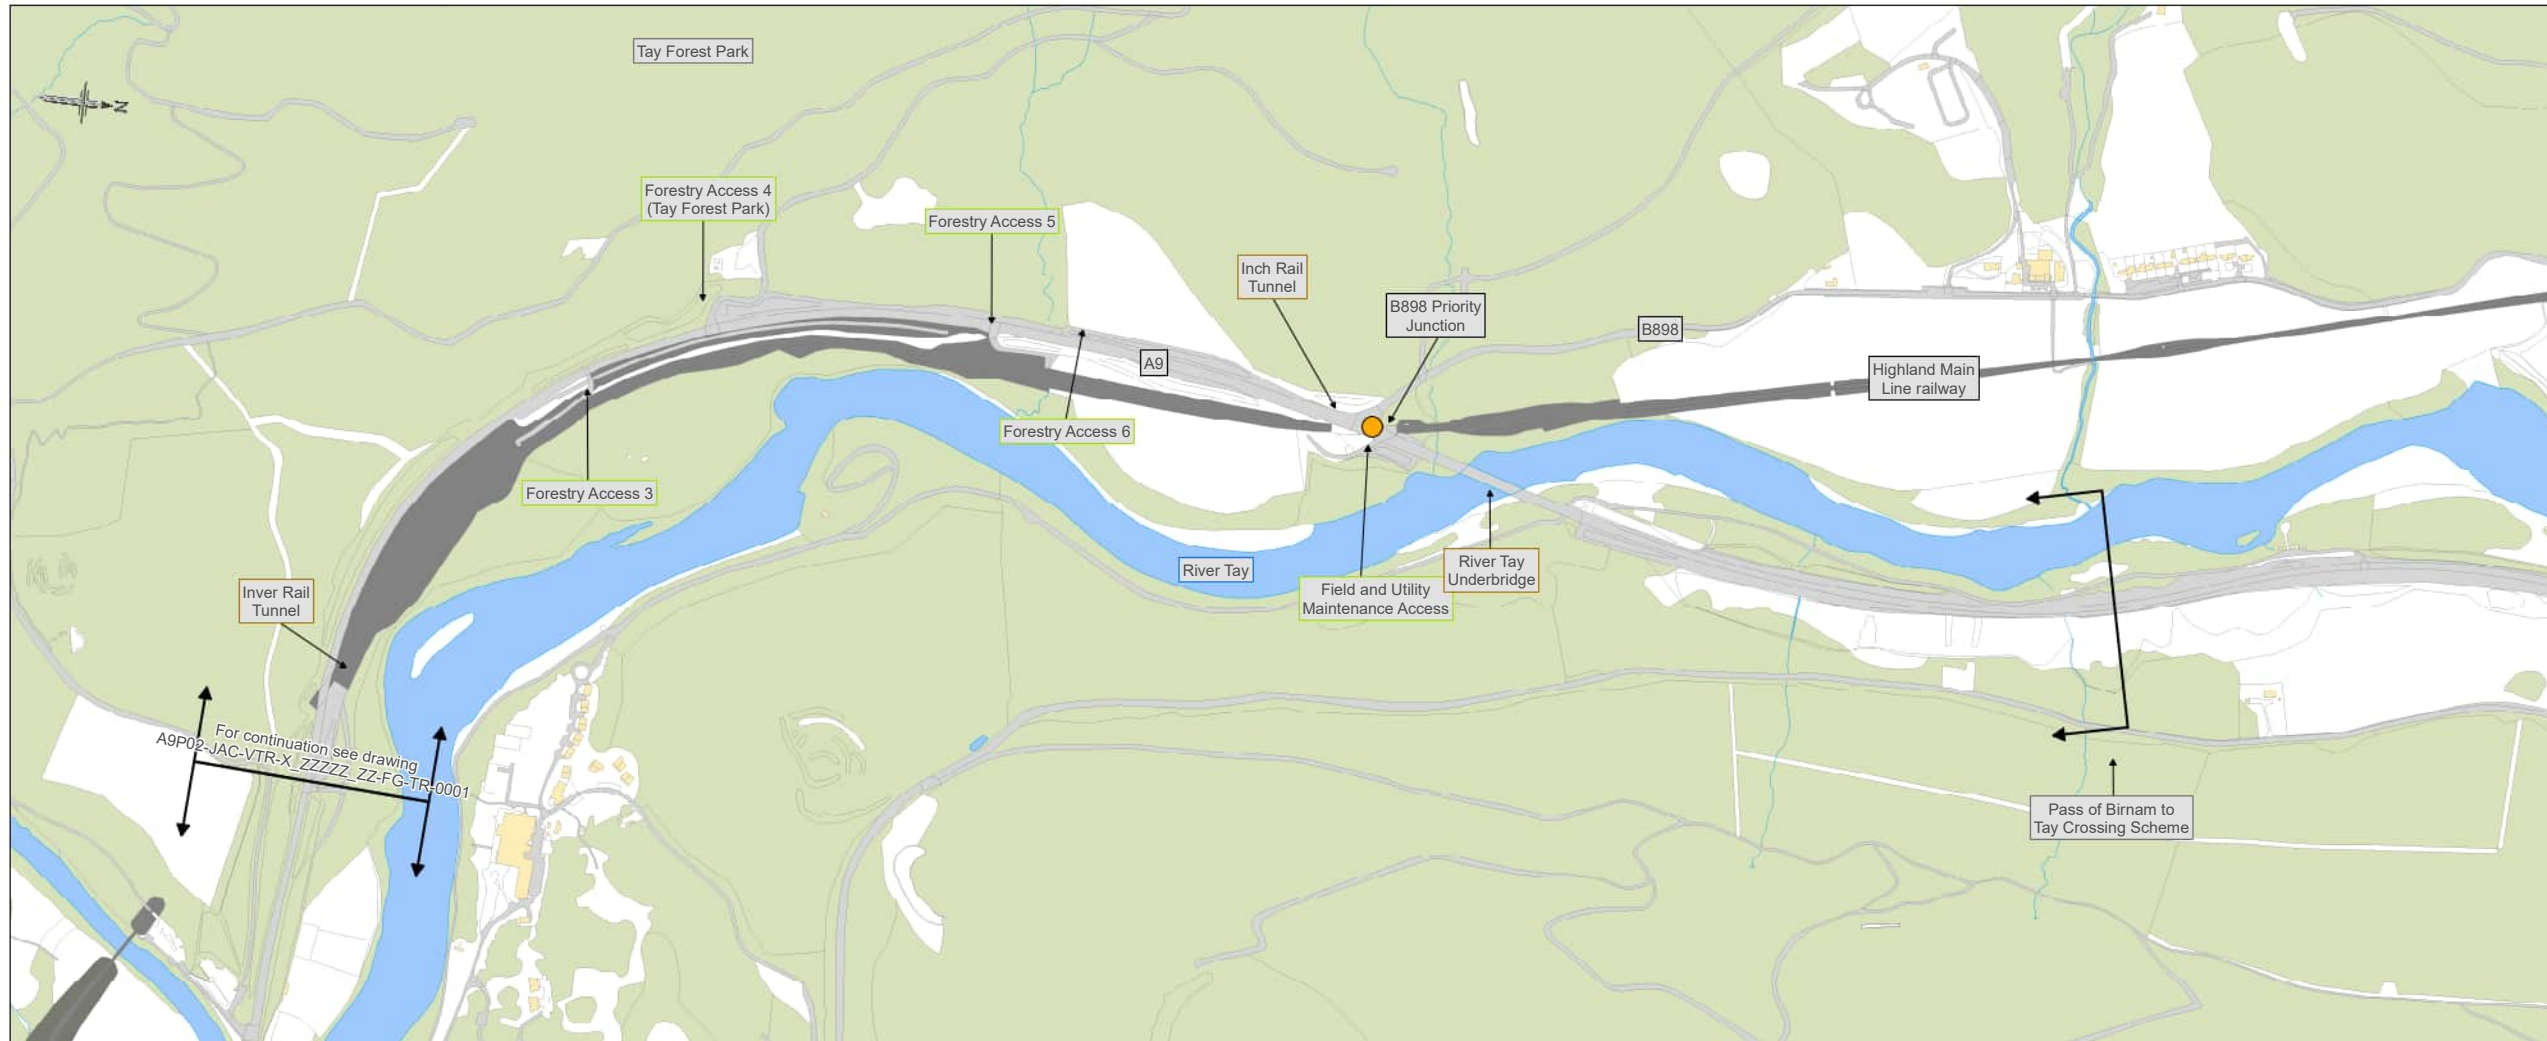 Tay Forest Park
N
Forestry Access 4
(Tay Forest Park)
Forestry Access 5
Inch Rail
Tunnel
B898 Priority
Junction
B898
A9
Highland Main
Line railway
Forestry Access 6
Forestry Access 3
River Tay
River Tay
Underbridge
Field and Utility
Maintenance Access
Inver Rail
Tunnel
For continuation see drawing
A9P02-JAC-VTR-X_ZZZZZ_ZZ-FG-TR-0001
Pass of Birnam to
Tay Crossing Scheme